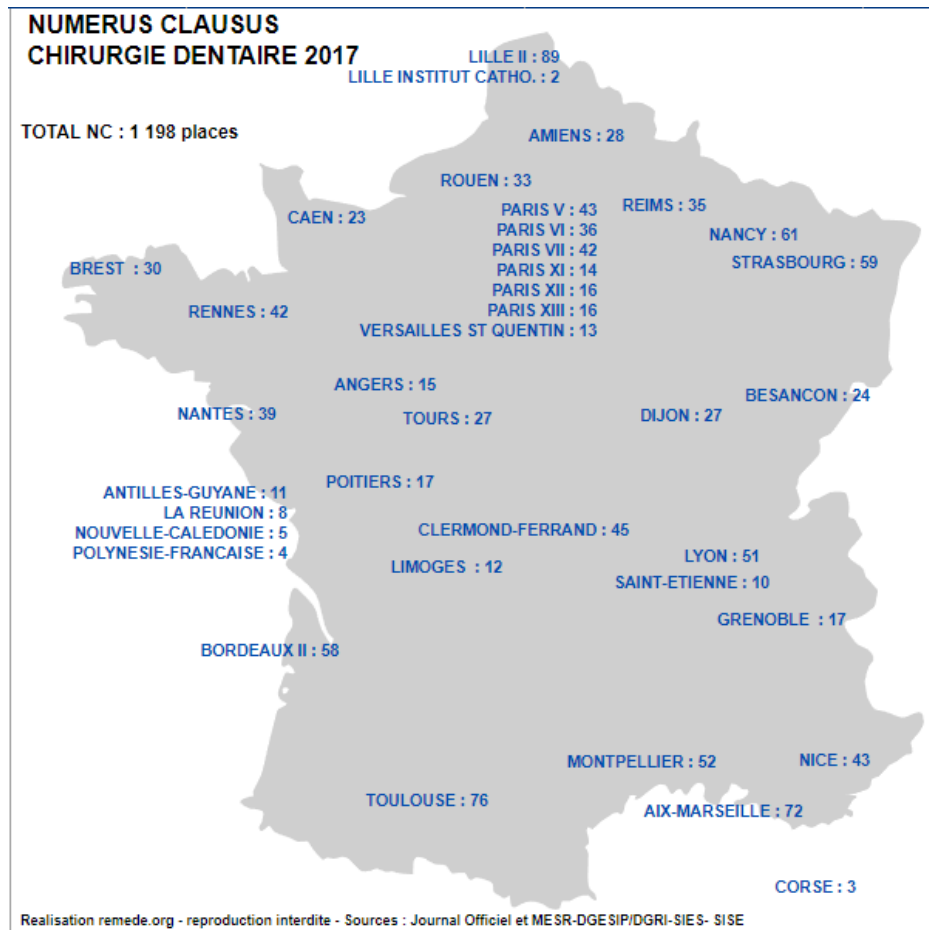 NUMERUS CLAUSUS
CHIRURGIE DENTAIRE 2017
LILLE II : 89
LILLE INSTITUT CATHO. : 2
TOTAL NC : 1 198 places
AMIENS : 28
ROUEN : 33
CAEN : 23
PARIS V : 43
PARIS VI : 36
PARIS VII : 42
PARIS XI : 14
PARIS XII : 16
PARIS XIII : 16
VERSAILLES ST QUENTIN : 13
REIMS : 35
NANCY : 61
STRASBOURG : 59
BREST : 30
RENNES : 42
ANGERS : 15
NANTES : 39
TOURS : 27
BESANCON : 24
DIJON : 27
POITIERS : 17
ANTILLES-GUYANE : 11
LA REUNION : 8
NOUVELLE-CALEDONIE : 5
POLYNESIE-FRANCAISE : 4
CLERMOND-FERRAND : 45
LIMOGES : 12
LYON : 51
SAINT-ETIENNE : 10
GRENOBLE : 17
BORDEAUX II : 58
MONTPELLIER : 52
NICE : 43
TOULOUSE : 76
AIX-MARSEILLE : 72
CORSE : 3
Realisation remede.org - reproduction interdite - Sources : Journal Officiel et MESR-DGESIP/DGRI-SIES- SISE